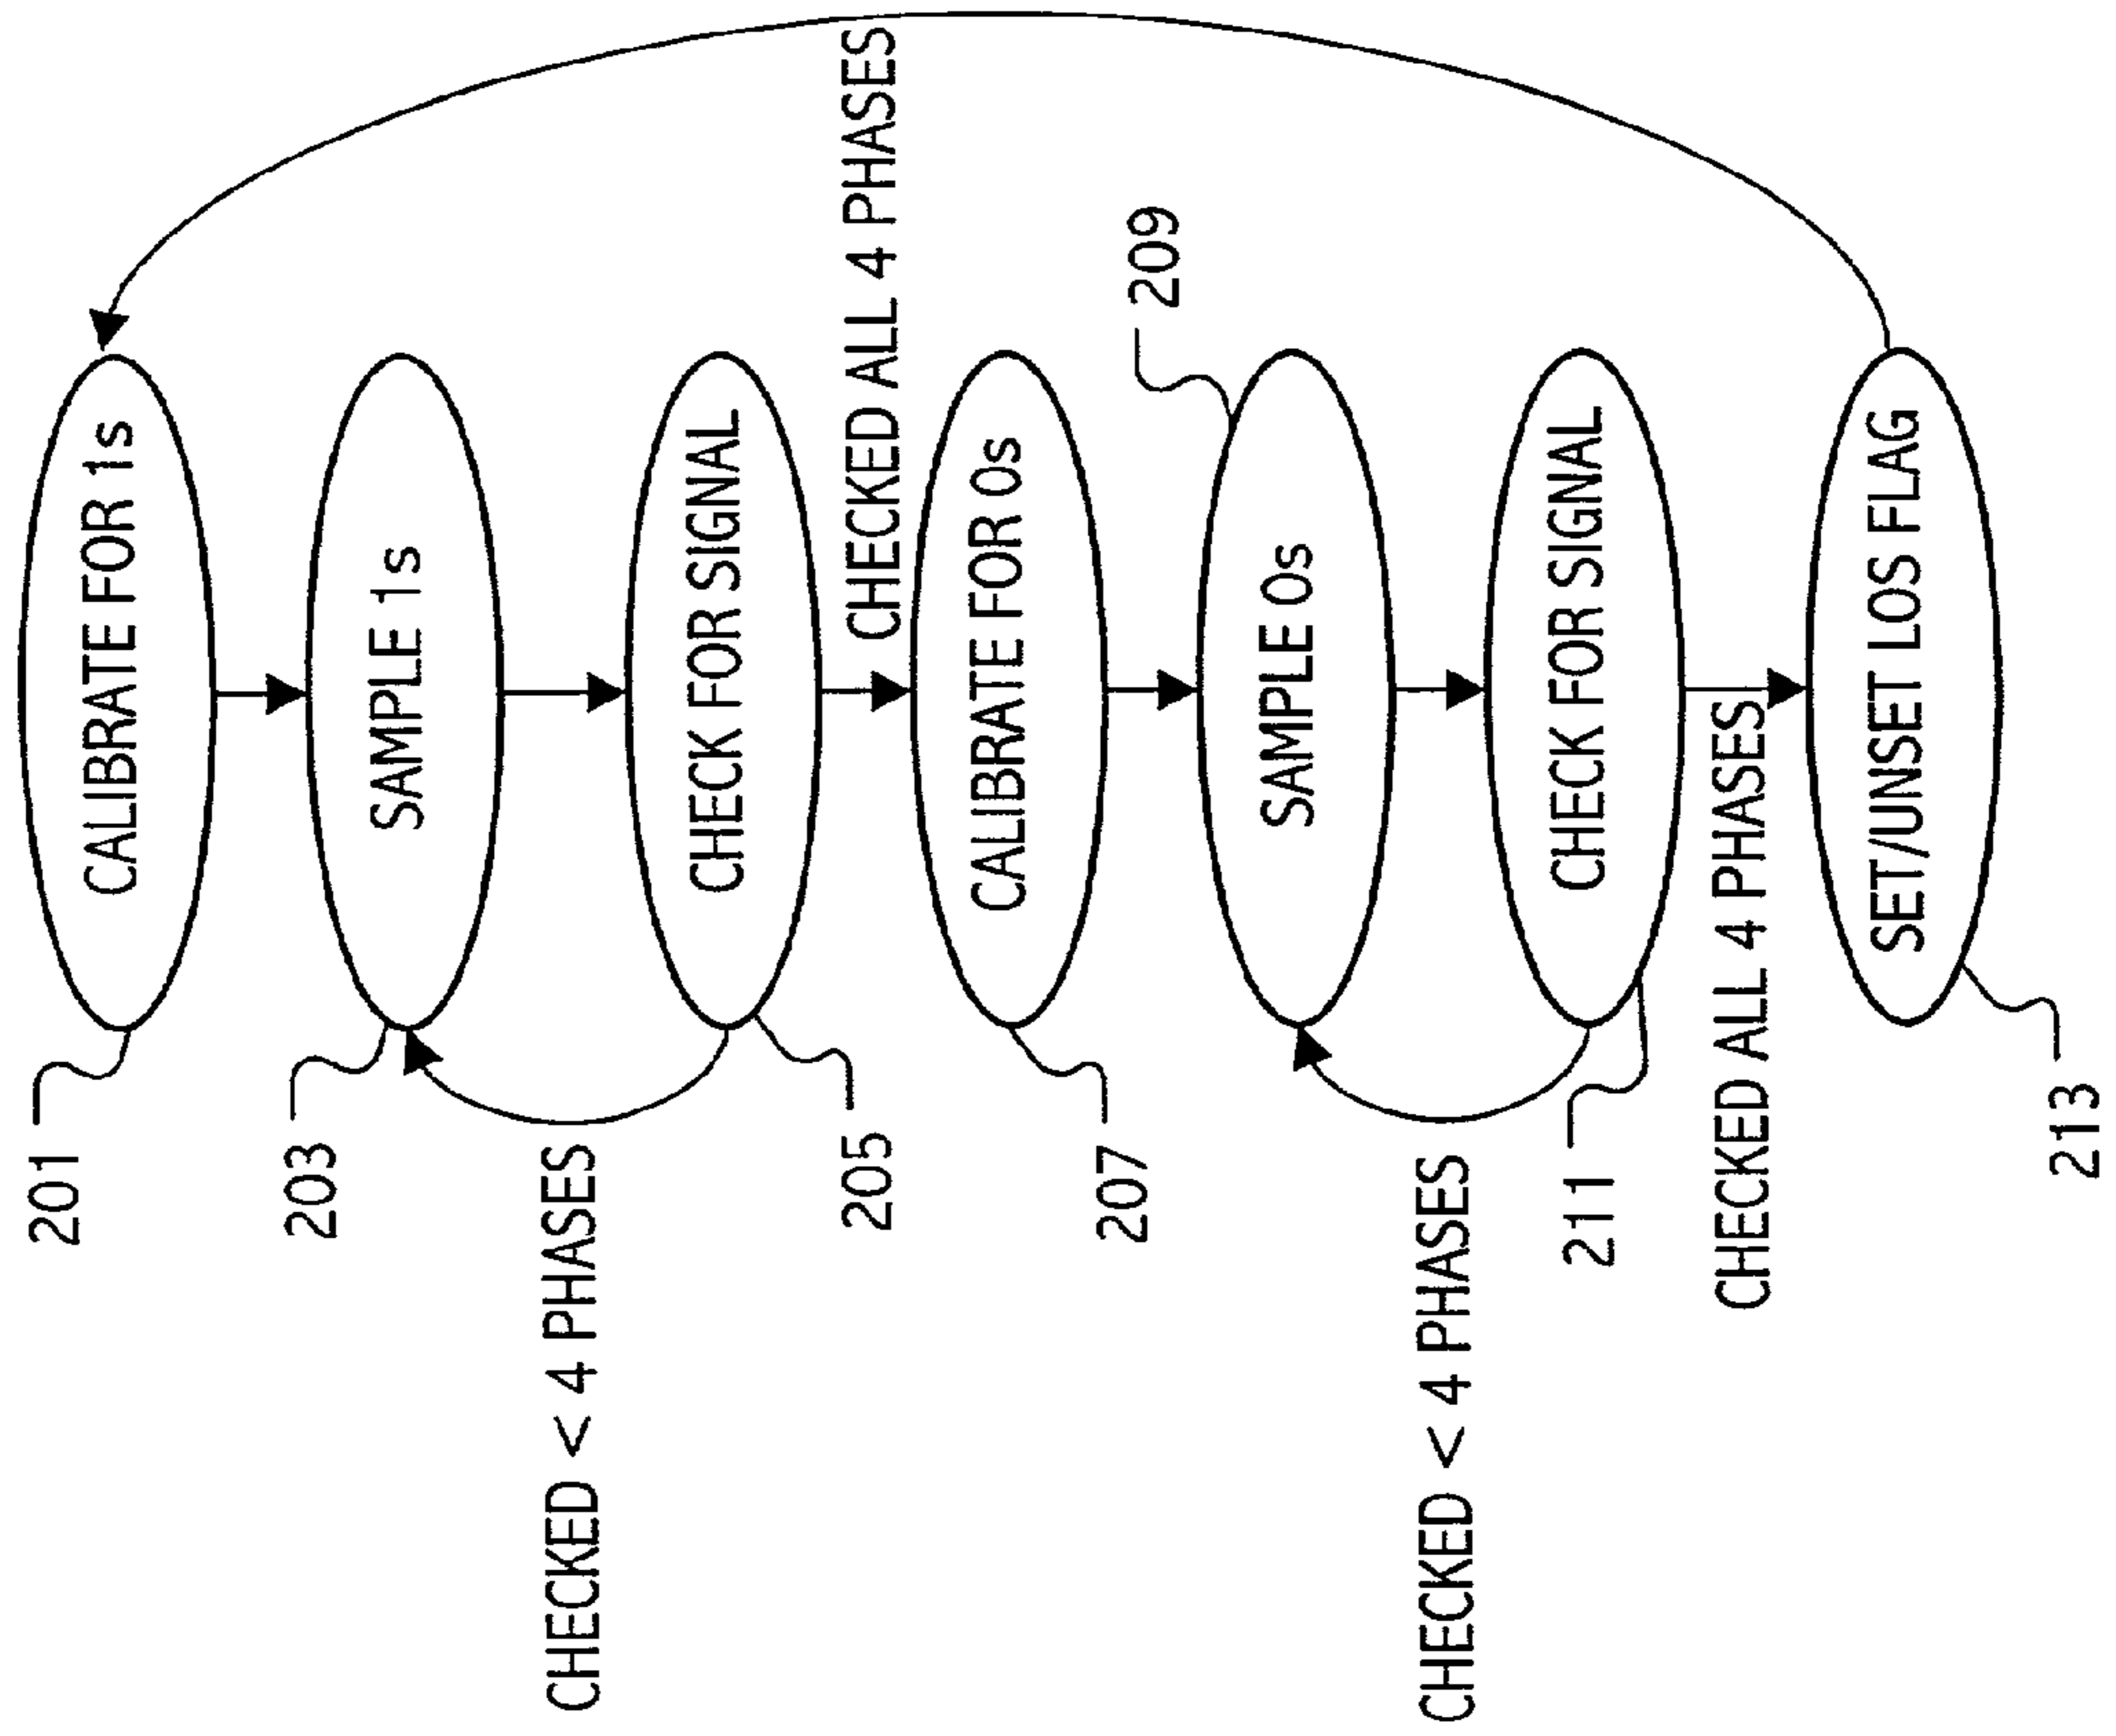 201
CALIBRATE FOR 1s
203
SAMPLE 1s
CHECKED < 4 PHASES
CHECK FOR SIGNAL
205
CHECKED ALL 4 PHASES
CALIBRATE FOR 0s
207
209
SAMPLE 0s
CHECKED < 4 PHASES
CHECK FOR SIGNAL
211
CHECKED ALL 4 PHASES
SET/UNSET LOS FLAG
213